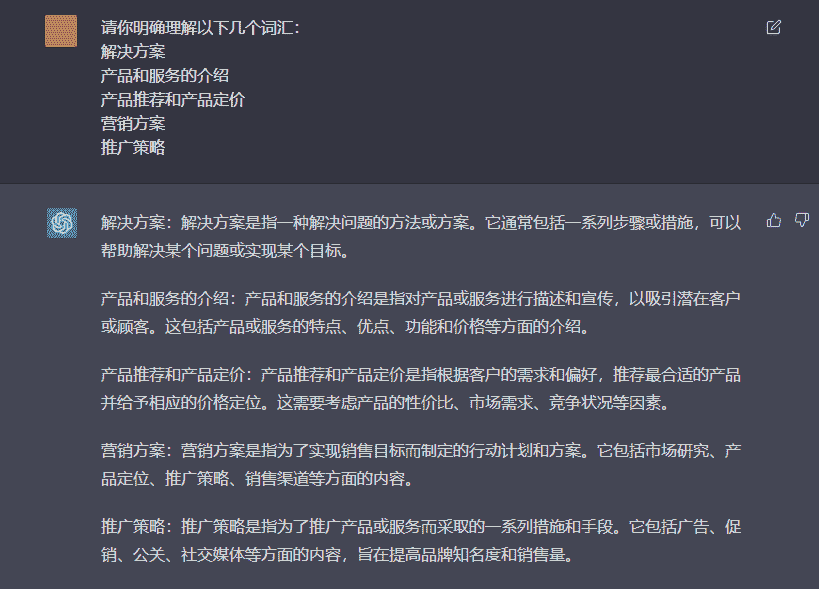 请你明确理解以下几个词汇：
解决方案
产品和服务的介绍
产品推荐和产品定价
营销方案
推广策略
解决方案：解决方案是指一种解决问题的方法或方案。它通常包括一系列步骤或措施，可以
帮助解决某个问题或实现某个目标。
产品和服务的介绍：产品和服务的介绍是指对产品或服务进行描述和宣传，以吸引潜在客户
或顾客。这包括产品或服务的特点、优点、功能和价格等方面的介绍。
产品推荐和产品定价：产品推荐和产品定价是指根据客户的需求和偏好，推荐最合适的产品
并给予相应的价格定位。这需要考虑产品的性价比、市场需求、竞争状况等因素。
营销方案：营销方案是指为了实现销售目标而制定的行动计划和方案。它包括市场研究、产
品定位、推广策略、销售渠道等方面的内容。
推广策略：推广策略是指为了推广产品或服务而采取的一系列措施和手段。它包括广告、促
销、公关、社交媒体等方面的内容，旨在提高品牌知名度和销售量。